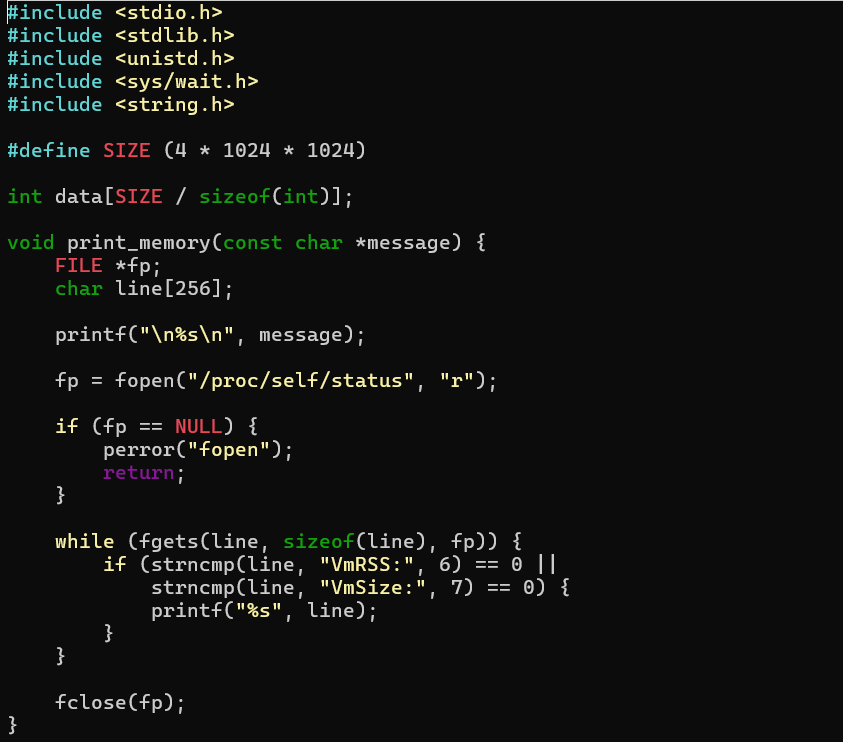 #include <stdio.h>
#include <stdlib.h>
#include <unistd.h>
#include <sys/wait.h>
#include <string.h>

#define SIZE (4 * 1024 * 1024)

int data[SIZE / sizeof(int)];

void print_memory(const char *message) {
    FILE *fp;
    char line[256];

    printf("\n%s\n", message);

    fp = fopen("/proc/self/status", "r");

    if (fp == NULL) {
        perror("fopen");
        return;
    }

    while (fgets(line, sizeof(line), fp)) {
        if (strncmp(line, "VmRSS:", 6) == 0 ||
            strncmp(line, "VmSize:", 7) == 0) {
            printf("%s", line);
        }
    }

    fclose(fp);
}